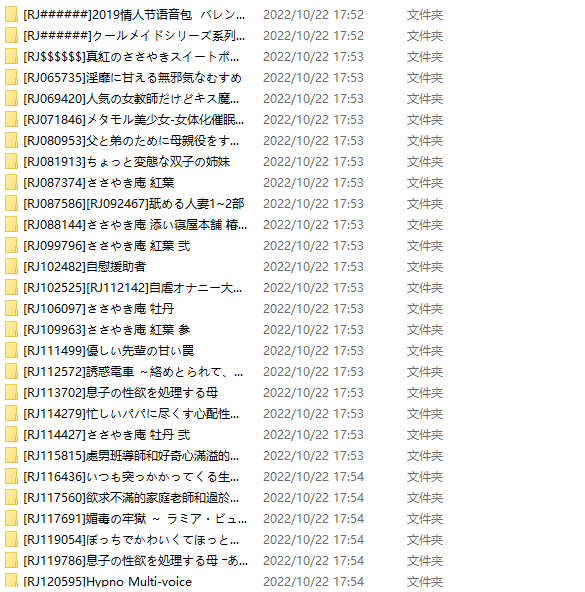 [RJ######]2019情人节语音包 バレン... 2022/10/22 17:52 文件夹
[RJ######]クールメイドシリーズ系列... 2022/10/22 17:52 文件夹
[RJ$$$$$$]真紅のささやきスイートボ... 2022/10/22 17:53 文件夹
[RJ065735]淫靡に甘える無邪気なむすめ 2022/10/22 17:53 文件夹
[RJ069420]人気の女教師だけどキス魔... 2022/10/22 17:53 文件夹
[RJ071846]メタモル美少女-女体化催眠... 2022/10/22 17:53 文件夹
[RJ080953]父と弟のために母親役をす... 2022/10/22 17:53 文件夹
[RJ081913]ちょっと変態な双子の姉妹 2022/10/22 17:53 文件夹
[RJ087374]ささやき庵 紅葉 2022/10/22 17:53 文件夹
[RJ087586][RJ092467]舐める人妻1~2部 2022/10/22 17:53 文件夹
[RJ088144]ささやき庵 添い寝屋本舗 椿... 2022/10/22 17:53 文件夹
[RJ099796]ささやき庵 紅葉 弐 2022/10/22 17:53 文件夹
[RJ102482]自慰援助者 2022/10/22 17:53 文件夹
[RJ102525][RJ112142]自虐オナニー大... 2022/10/22 17:53 文件夹
[RJ106097]ささやき庵 牡丹 2022/10/22 17:53 文件夹
[RJ109963]ささやき庵 紅葉 参 2022/10/22 17:53 文件夹
[RJ111499]優しい先輩の甘い罠 2022/10/22 17:53 文件夹
[RJ112572]誘惑電車 ～絡めとられて、... 2022/10/22 17:53 文件夹
[RJ113702]息子の性欲を処理する母 2022/10/22 17:53 文件夹
[RJ114279]忙しいパパに尽くす心配性... 2022/10/22 17:53 文件夹
[RJ114427]ささやき庵 牡丹 弐 2022/10/22 17:53 文件夹
[RJ115815]處男班導師和好奇心滿溢的... 2022/10/22 17:53 文件夹
[RJ116436]いつも突っかかってくる生... 2022/10/22 17:54 文件夹
[RJ117560]欲求不滿的家庭老師和過於... 2022/10/22 17:54 文件夹
[RJ117691]媚毒の牢獄 ～ ラミア・ビュ... 2022/10/22 17:54 文件夹
[RJ119054]ぼっちでかわいくてほっと... 2022/10/22 17:54 文件夹
[RJ119786]息子の性欲を処理する母 -あ... 2022/10/22 17:54 文件夹
[RJ120595]Hypno Multi-voice 2022/10/22 17:54 文件夹